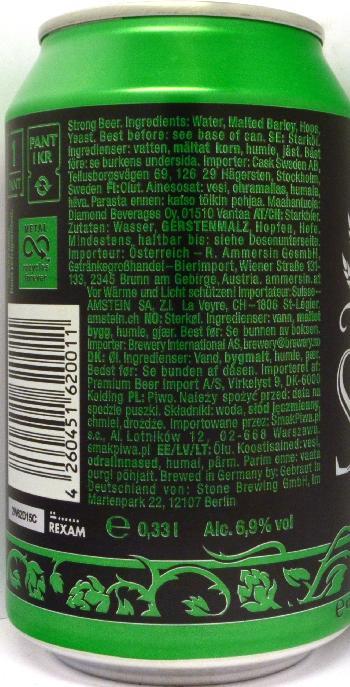 PANT
1 KR
METAL
recycles
forever
Strong Beer. Ingredients: Water, Malted Barley, Hops,
Yeast. Best before: see base of can. SE: Starköl.
Ingredienser: vatten, mältat korn, humle, jäst. Bäst
före: se burkens undersida. Importer: Cask Sweden AB,
Tellusborgsvägen 69, 126 29 Hägersten, Stockholm,
Sweden FI: Olut. Ainesosat: vesi, ohramallas, humala,
hiiva. Parasta ennen: katso tölkin pohjaa. Maahantuoja:
Diamond Beverages Oy, 01510 Vantaa AT/CH: Starkbier.
Zutaten: Wasser, GERSTENMALZ, Hopfen, Hefe.
Mindestens haltbar bis: siehe Dosenunterseite.
Importeur: Österreich – R. Ammersin GesmbH,
Getränkegroßhandel – Bierimport, Wiener Straße 131-
133, 2345 Brunn am Gebirge, Austria. ammersin.at
Vor Wärme und Licht schützen! Importateur: Suisse –
AMSTEIN SA, Z.I. La Veyre, CH – 1806 St-Légier.
amstein.ch NO: Sterkøl. Ingredienser: vann, maltet
bygg, humle, gjær. Best før: Se bunnen av boksen.
Importer: Brewery International AS, brewery@brewery.no
DK: Øl. Ingredienser: Vand, bygmalt, humle, gær.
Bedst før: Se bunden af dåsen. Importeret af:
Premium Beer Import A/S, Virkelyst 9, DK-6000
Kolding PL: Piwo. Należy spożyć przed: data na
spodzie puszki. Składniki: woda, słód jęczmienny,
chmiel, drożdże. Importowane przez: SmakPiwa.pl
s.c., Al. Lotników 12, 02-668 Warszawa.
smakpiwa.pl EE/LV/LT: Õlu. Koostisained: vesi,
odralinnased, humal, pärm. Parim enne: vaata
purgi põhjalt. Brewed in Germany by: Gebraut in
Deutschland von: Stone Brewing GmbH, Im
Marienpark 22, 12107 Berlin
4 260451 620011
REXAM
e 0,33 l Alc. 6,9% vol